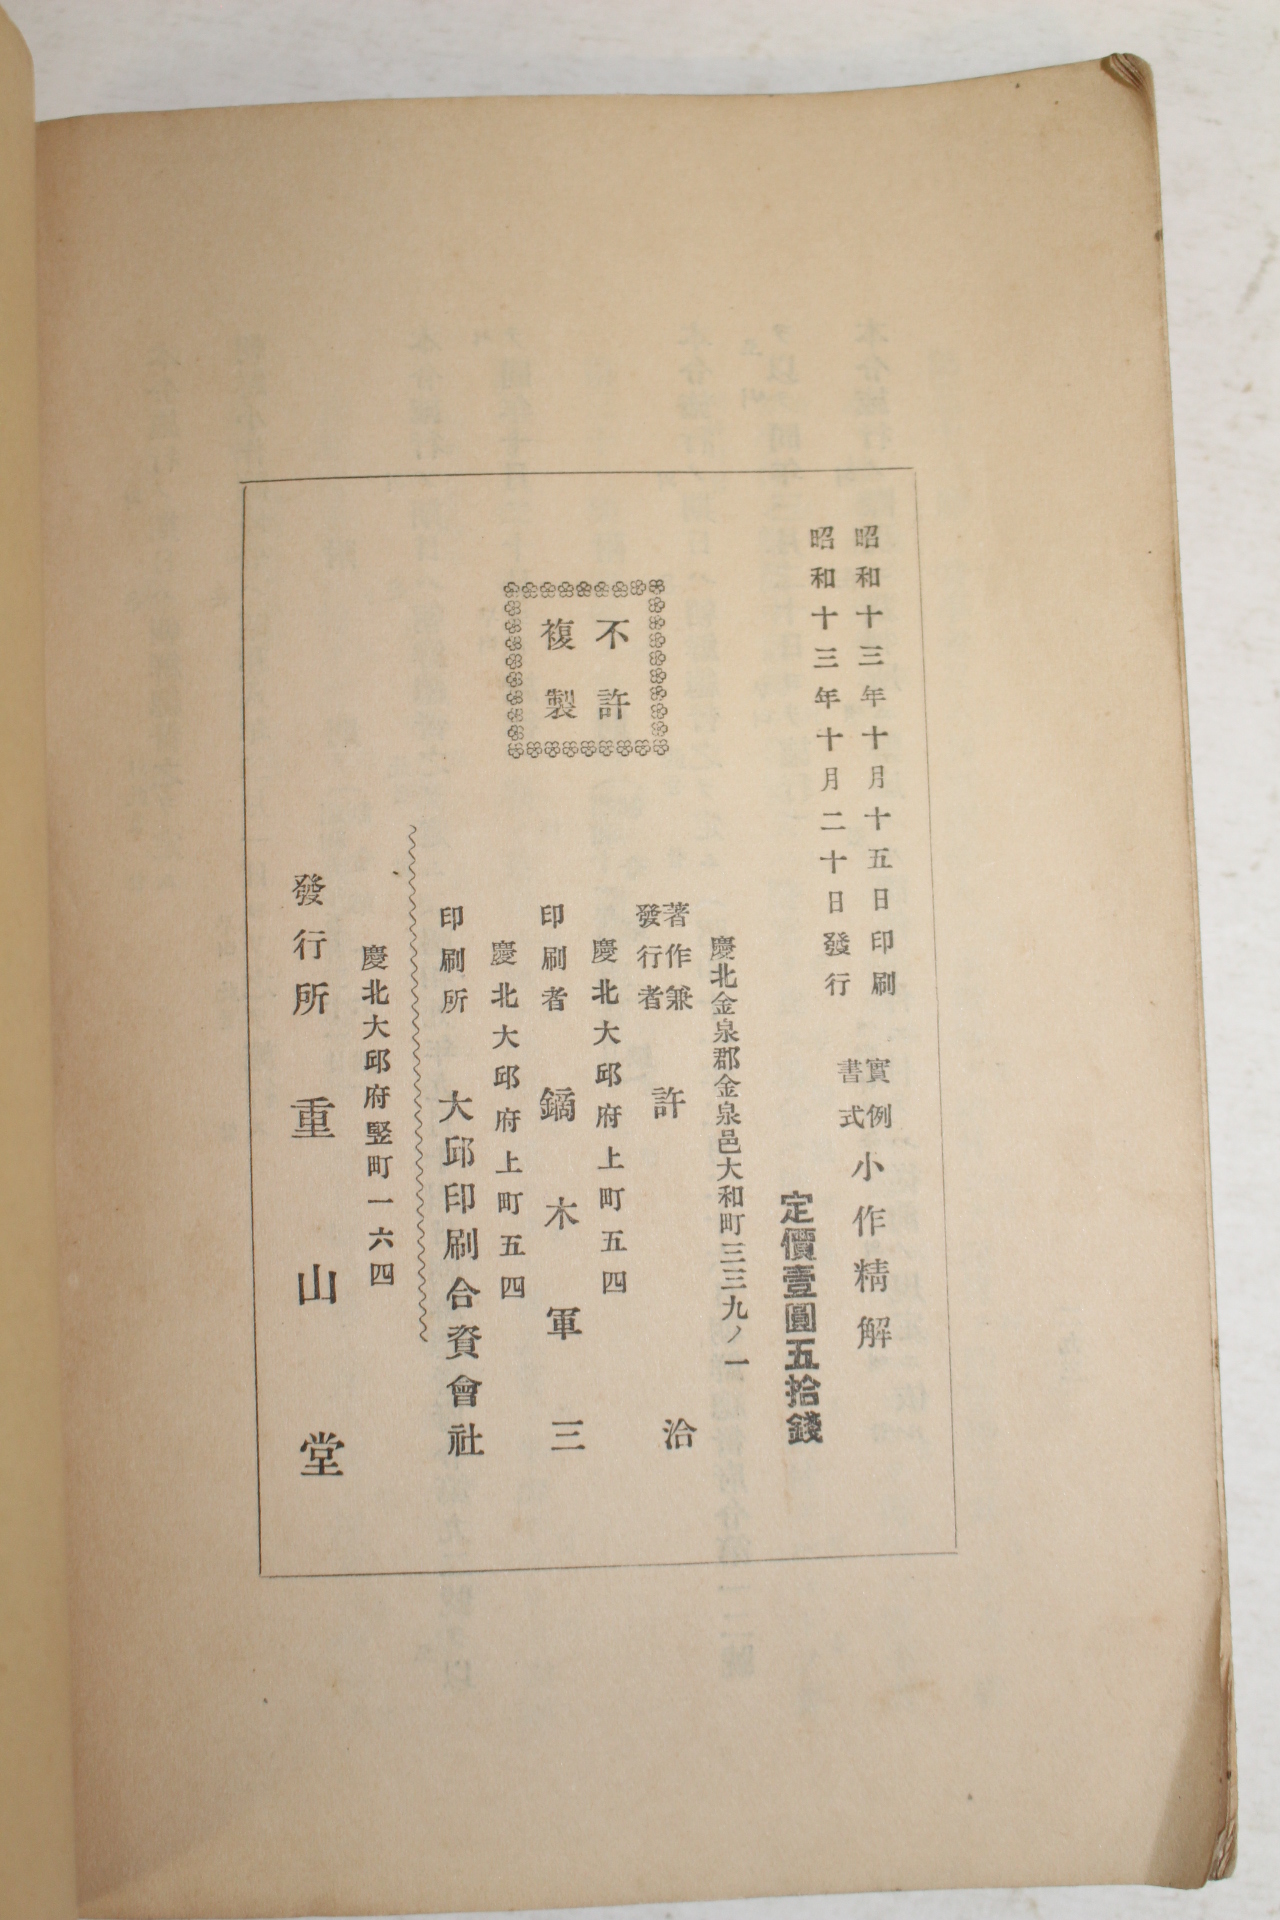 昭和十三年十月十五日印刷
昭和十三年十月二十日發行
實例
書式
小作精解
定價壹圓五拾錢
不許
複製
慶北金泉郡金泉邑大和町三三九ノ一
著作兼
發行者
許洽
慶北大邱府上町五四
印刷者 鏑木軍三
慶北大邱府上町五四
印刷所 大邱印刷合資會社
慶北大邱府竪町一六四
發行所 重山堂